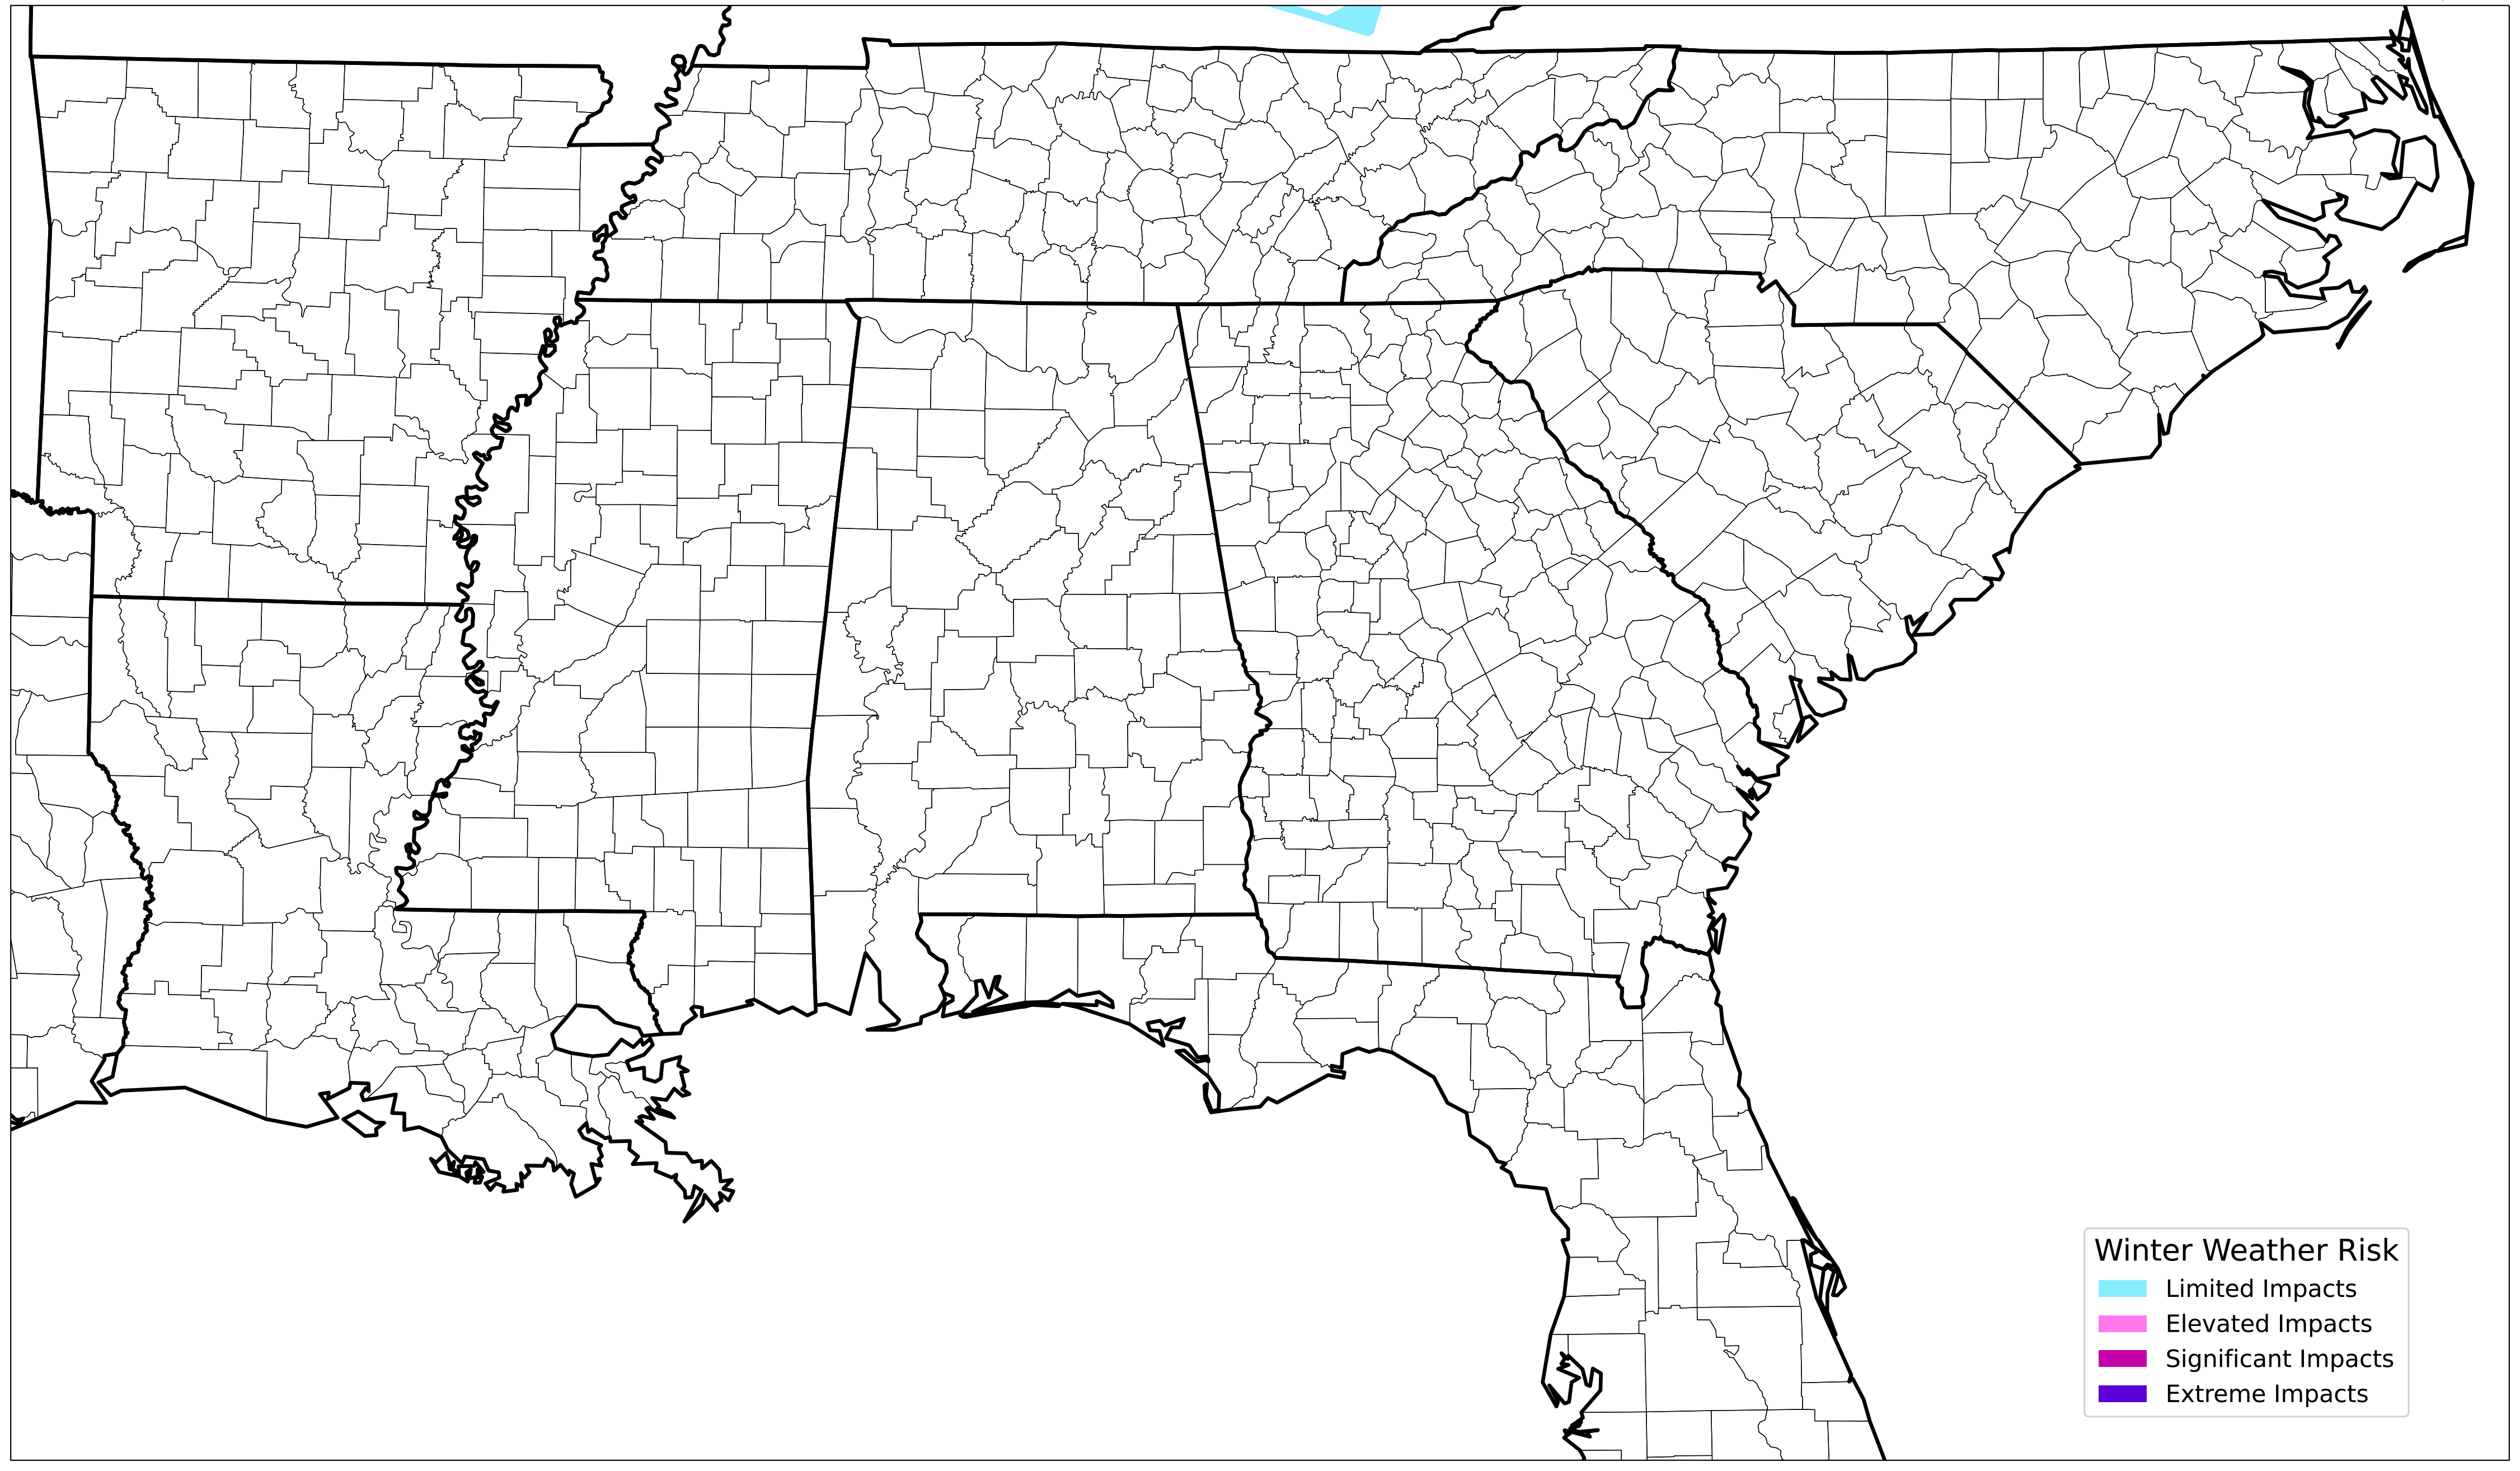 Winter Weather Risk
Limited Impacts
Elevated Impacts
Significant Impacts
Extreme Impacts